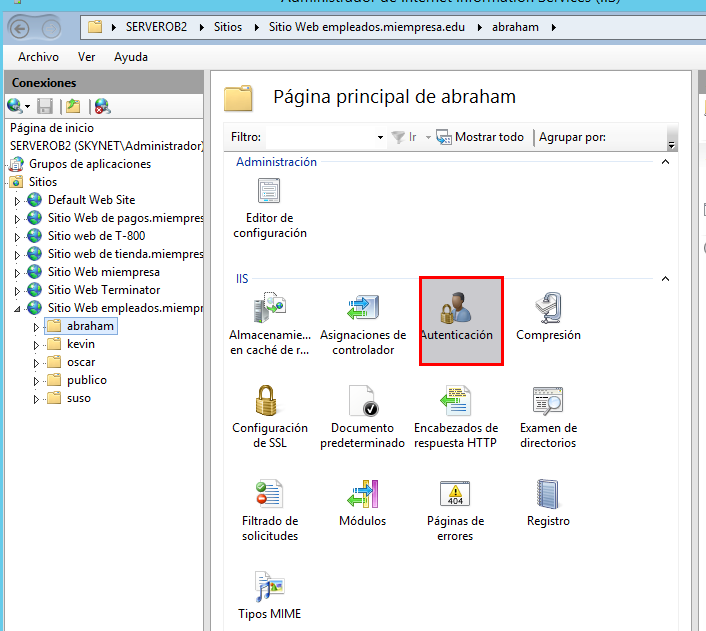 Administrador de Internet Information Services (IIS)
SERVEROB2 Sitios Sitio Web empleados.miempresa.edu abraham
Archivo Ver Ayuda
Conexiones
Página de inicio
SERVEROB2 (SKYNET\Administrador)
Grupos de aplicaciones
Sitios
Default Web Site
Sitio Web de pagos.miempres
Sitio web de T-800
Sitio web de tienda.miempres
Sitio Web miempresa
Sitio Web Terminator
Sitio Web empleados.miempr
abraham
kevin
oscar
publico
suso
Página principal de abraham
Filtro: Ir Mostrar todo Agrupar por:
Administración
Editor de
configuración
IIS
Almacenamie...
en caché de r...
Asignaciones de
controlador
Autenticación
Compresión
Configuración
de SSL
Documento
predeterminado
Encabezados de
respuesta HTTP
Examen de
directorios
Filtrado de
solicitudes
Módulos
404
Páginas de
errores
Registro
Tipos MIME